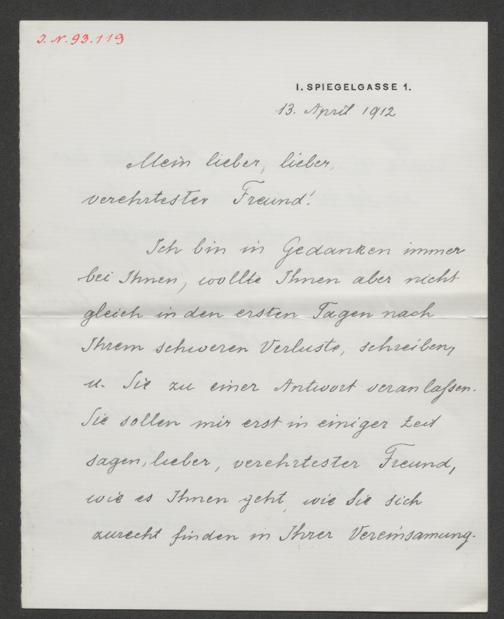 I. N. 93.119
I. SPIEGELGASSE 1.
13. April 1912
Mein lieber, lieber,
verehrtester Freund!
Ich bin in Gedanken immer
bei Ihnen, wollte Ihnen aber nicht
gleich in den ersten Tagen nach
Ihrem schweren Verluste, schreiben,
u. Sie zu einer Antwort veranlaſsen.
Sie sollen mir erst in einiger Zeit
sagen, lieber, verehrtester Freund,
wie es Ihnen geht, wie Sie sich
zurecht finden in Ihrer Vereinsamung.